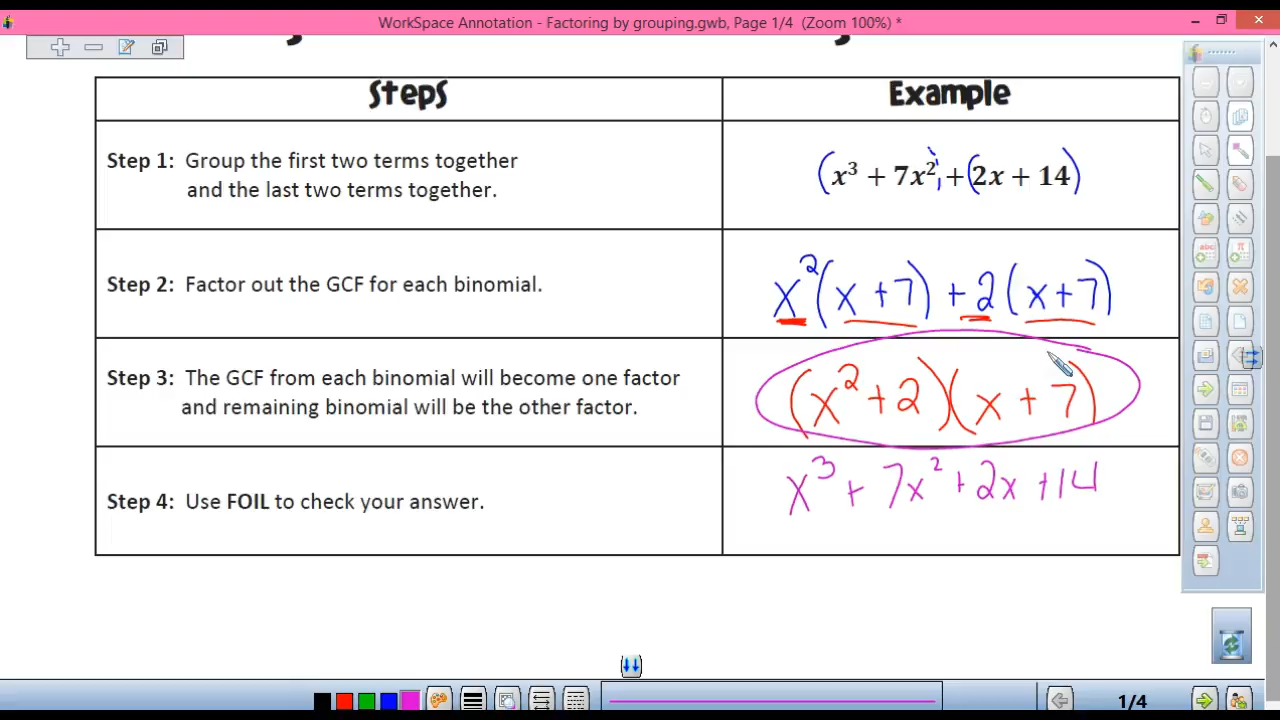 WorkSpace Annotation - Factoring by grouping.gwb, Page 1/4 (Zoom 100%) *
Steps
Example
Step 1: Group the first two terms together
and the last two terms together.
(x³ + 7x²) + (2x + 14)
Step 2: Factor out the GCF for each binomial.
x²(x+7) + 2(x+7)
Step 3: The GCF from each binomial will become one factor
and remaining binomial will be the other factor.
(x²+2)(x+7)
Step 4: Use FOIL to check your answer.
x³ + 7x² + 2x + 14
1/4